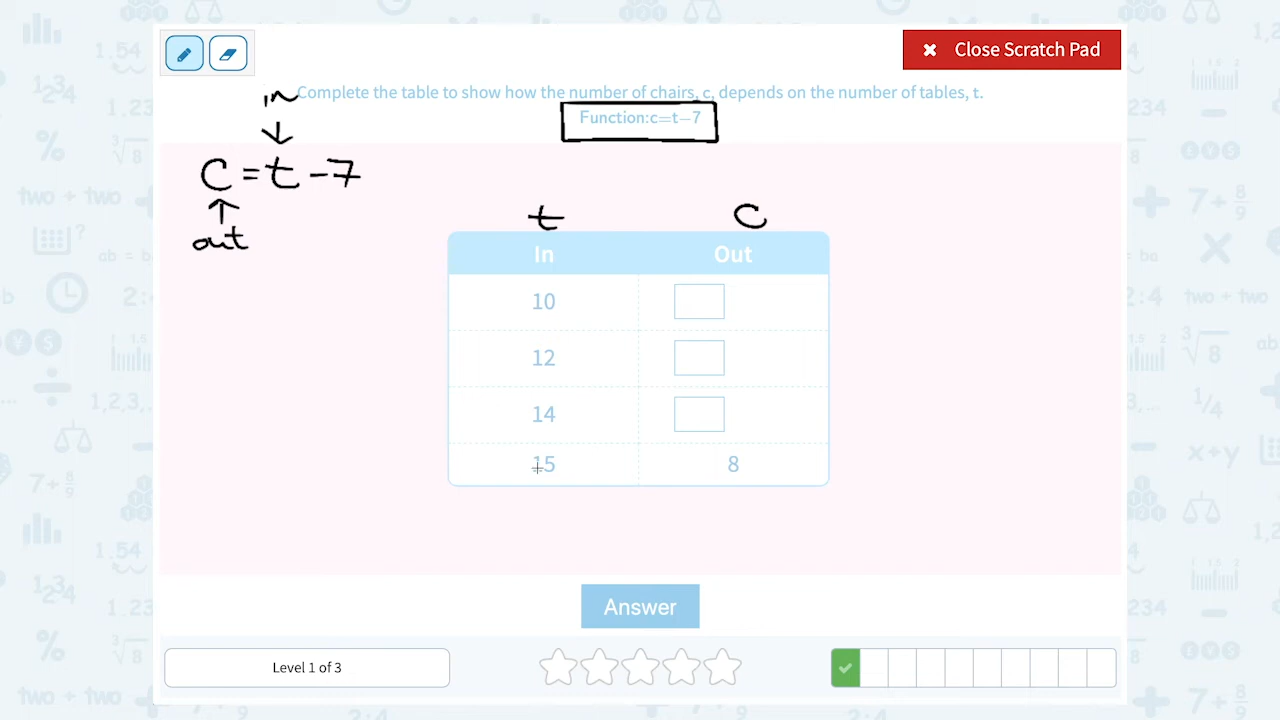 Close Scratch Pad
in
Complete the table to show how the number of chairs, c, depends on the number of tables, t.
Function:c=t−7
c=t-7
out
t c
In Out
10
12
14
15 8
Answer
Level 1 of 3